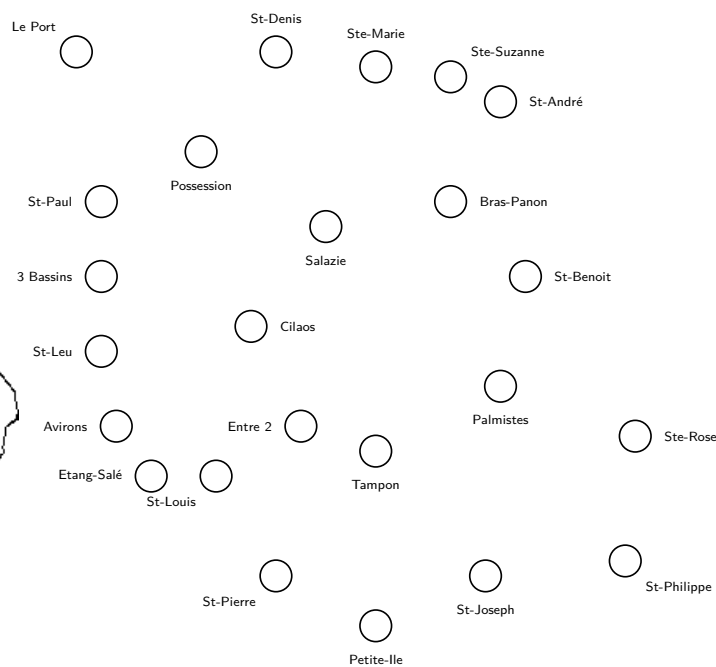 Le Port
St-Denis
Ste-Marie
Ste-Suzanne
St-André
Possession
St-Paul
Bras-Panon
Salazie
3 Bassins
St-Benoit
Cilaos
St-Leu
Palmistes
Avirons
Entre 2
Ste-Rose
Etang-Salé
Tampon
St-Louis
St-Philippe
St-Pierre
St-Joseph
Petite-Ile